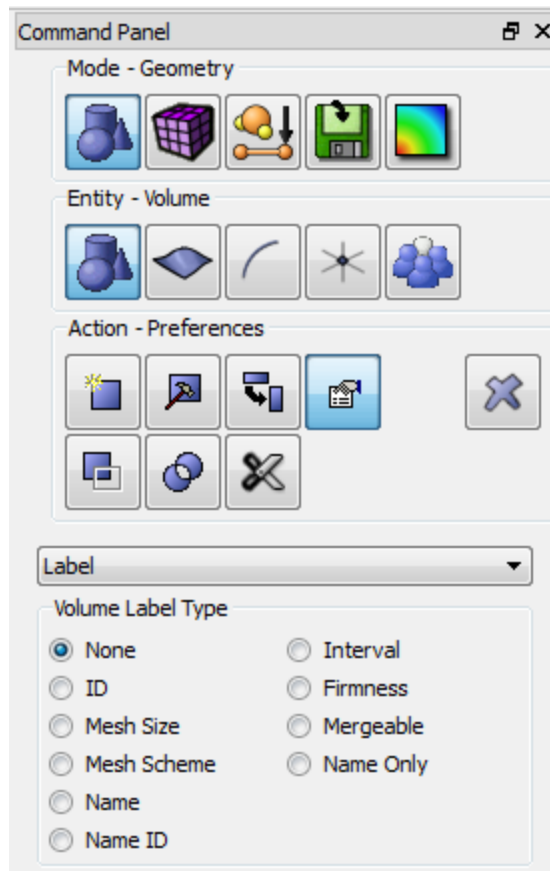 Command Panel
Mode - Geometry
Entity - Volume
Action - Preferences
Label
Volume Label Type
None
Interval
ID
Firmness
Mesh Size
Mergeable
Mesh Scheme
Name Only
Name
Name ID